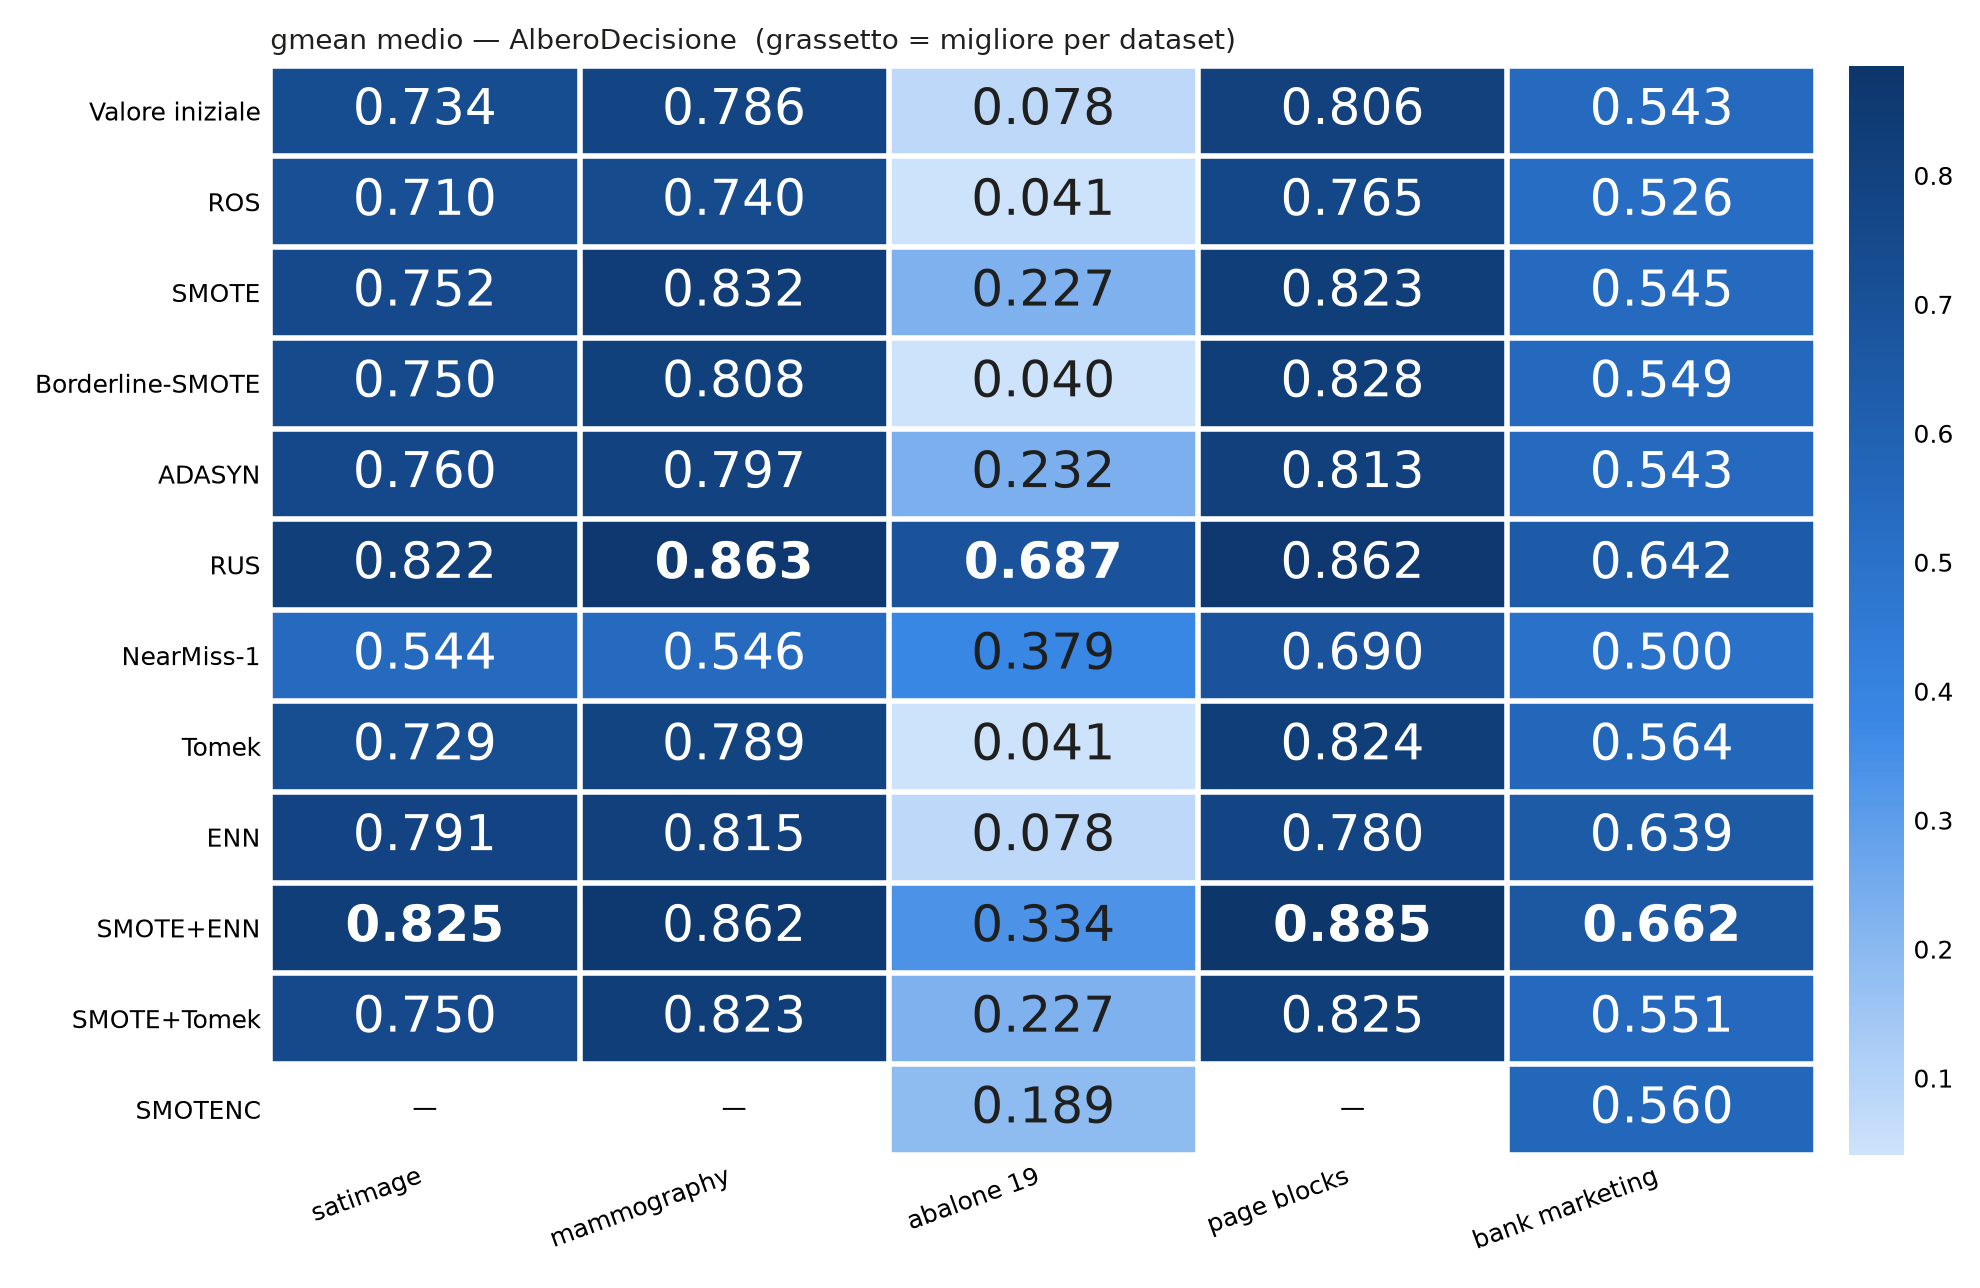 gmean medio — AlberoDecisione  (grassetto = migliore per dataset)
Valore iniziale 0.734 0.786 0.078 0.806 0.543
ROS 0.710 0.740 0.041 0.765 0.526
SMOTE 0.752 0.832 0.227 0.823 0.545
Borderline-SMOTE 0.750 0.808 0.040 0.828 0.549
ADASYN 0.760 0.797 0.232 0.813 0.543
RUS 0.822 0.863 0.687 0.862 0.642
NearMiss-1 0.544 0.546 0.379 0.690 0.500
Tomek 0.729 0.789 0.041 0.824 0.564
ENN 0.791 0.815 0.078 0.780 0.639
SMOTE+ENN 0.825 0.862 0.334 0.885 0.662
SMOTE+Tomek 0.750 0.823 0.227 0.825 0.551
SMOTENC — — 0.189 — 0.560
satimage mammography abalone 19 page blocks bank marketing
0.8
0.7
0.6
0.5
0.4
0.3
0.2
0.1